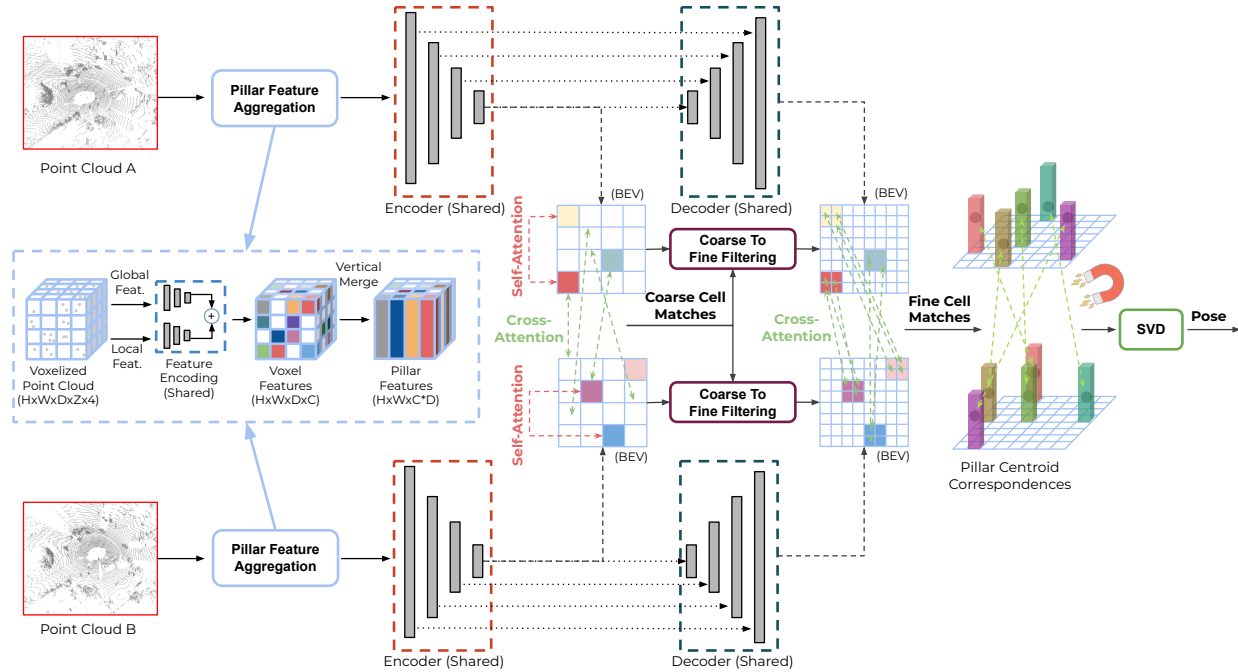 Point Cloud A
Pillar Feature
Aggregation
Encoder (Shared)
Decoder (Shared)
(BEV)
(BEV)
Self-Attention
Coarse To
Fine Filtering
Global
Feat.
Local
Feat.
+
Feature
Encoding
(Shared)
Vertical
Merge
Voxelized
Point Cloud
(HxWxDxZx4)
Voxel
Features
(HxWxDxC)
Pillar
Features
(HxWxC*D)
Cross-
Attention
Coarse Cell
Matches
Cross-
Attention
Fine Cell
Matches
SVD
Pose
Self-Attention
Coarse To
Fine Filtering
(BEV)
(BEV)
Pillar Centroid
Correspondences
Pillar Feature
Aggregation
Point Cloud B
Encoder (Shared)
Decoder (Shared)